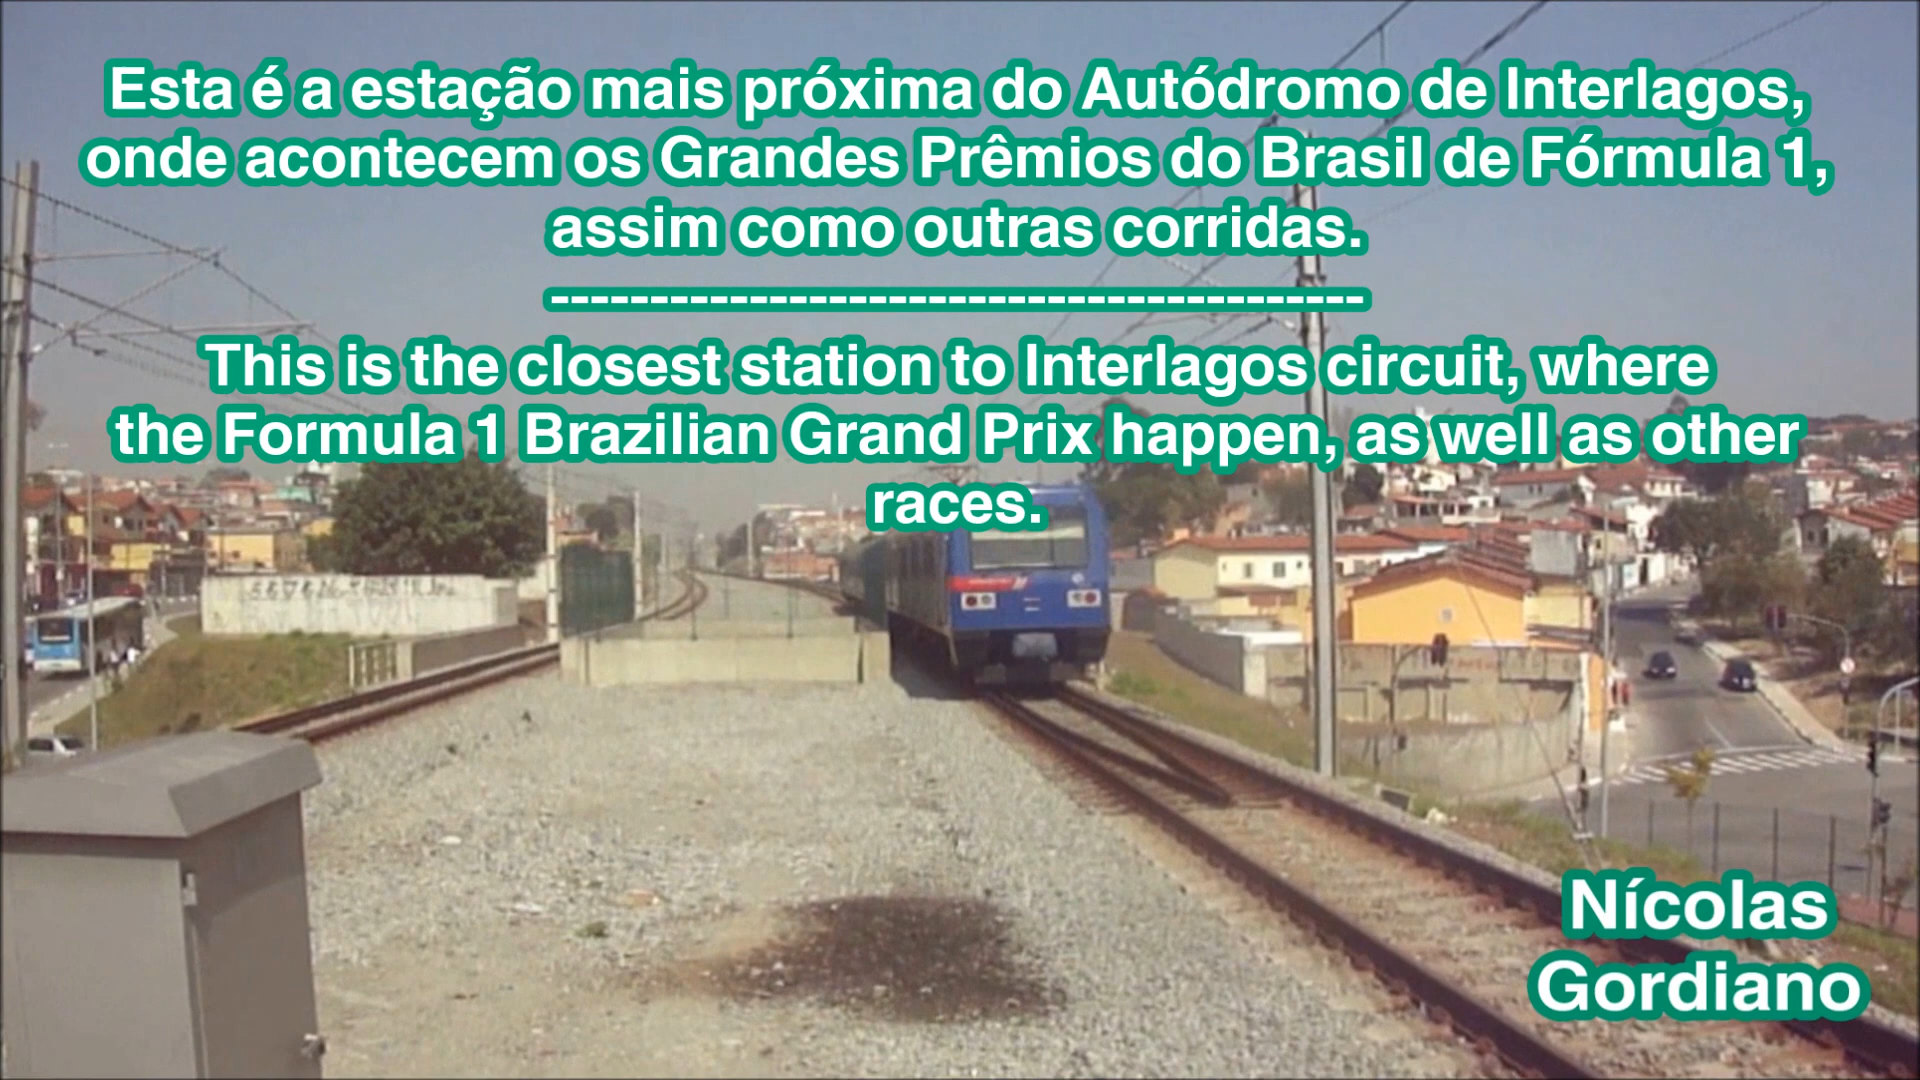 Esta é a estação mais próxima do Autódromo de Interlagos,
onde acontecem os Grandes Prêmios do Brasil de Fórmula 1,
assim como outras corridas.
-----------------------------------------
This is the closest station to Interlagos circuit, where
the Formula 1 Brazilian Grand Prix happen, as well as other
races.
Nícolas
Gordiano